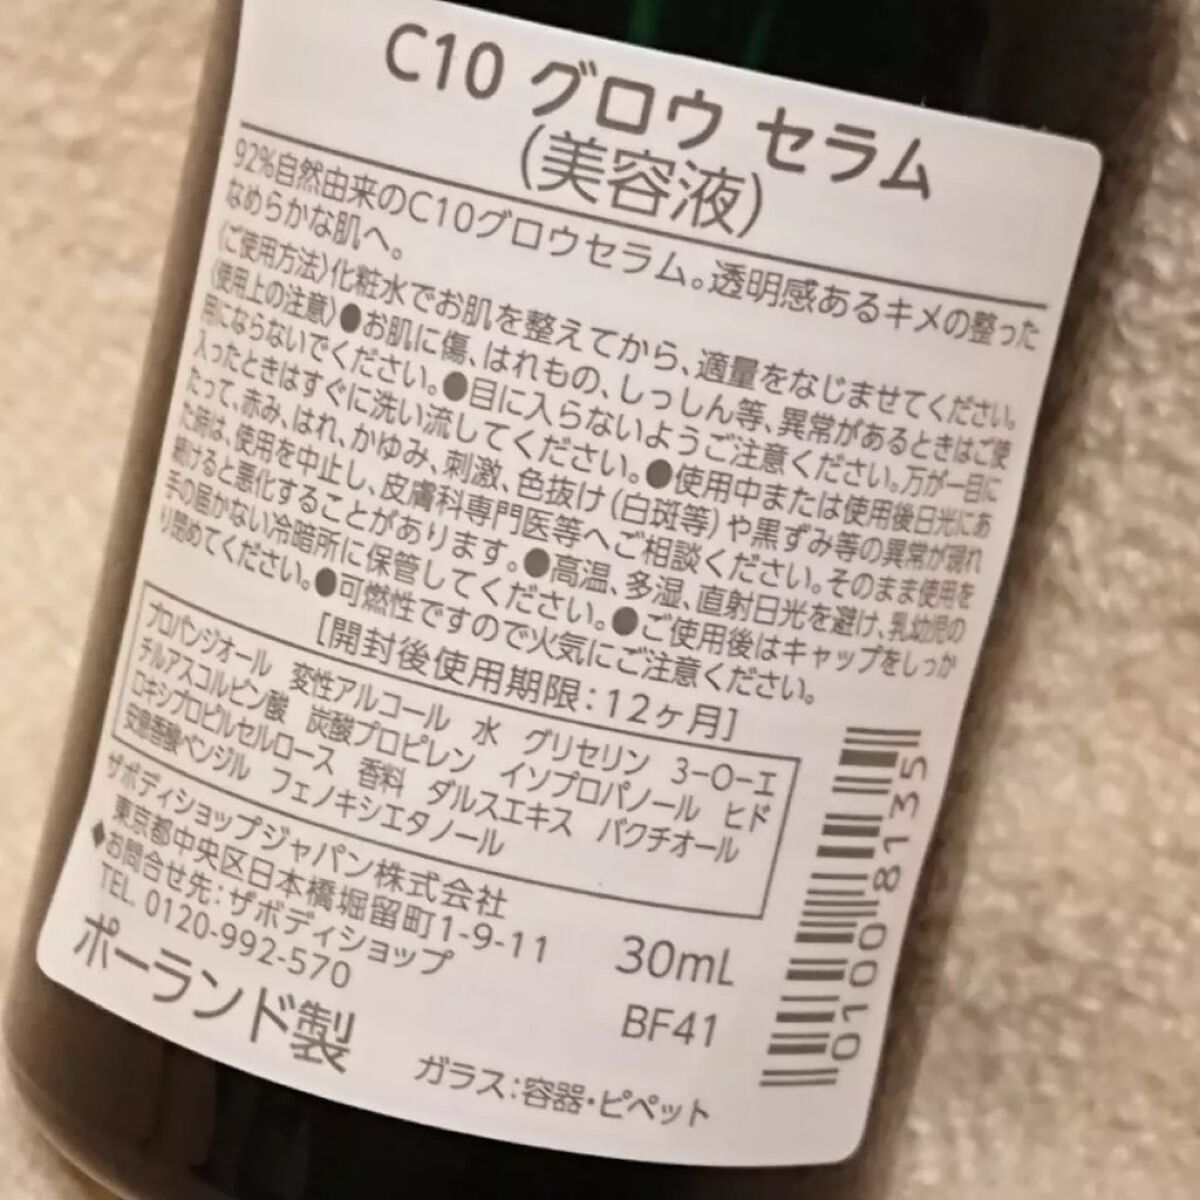 C10 グロウ セラム
(美容液)
92%自然由来のC10グロウセラム。透明感あるキメの整った
なめらかな肌へ。
〈ご使用方法〉化粧水でお肌を整えてから、適量をなじませてください。
〈使用上の注意〉●お肌に傷、はれもの、しっしん等、異常があるときはご使
用にならないでください。●目に入らないようご注意ください。万が一目に
入ったときはすぐに洗い流してください。●使用中または使用後日光にあ
たって、赤み、はれ、かゆみ、刺激、色抜け(白斑等)や黒ずみ等の異常が現れ
た時は、使用を中止し、皮膚科専門医等へご相談ください。そのまま使用を
続けると悪化することがあります。●高温、多湿、直射日光を避け、乳幼児の
手の届かない冷暗所に保管してください。●ご使用後はキャップをしっか
り閉めてください。●可燃性ですので火気にご注意ください。
[開封後使用期限:12ヶ月]
プロパンジオール 変性アルコール 水 グリセリン 3-O-エ
チルアスコルビン酸 炭酸プロピレン イソプロパノール ヒド
ロキシプロピルセルロース 香料 ダルスエキス バクチオール
安息香酸ベンジル フェノキシエタノール
ザボディショップジャパン株式会社
東京都中央区日本橋堀留町1-9-11
◆お問合せ先:ザボディショップ
TEL. 0120-992-570
ポーランド製
30mL
BF41
ガラス:容器・ピペット
011008135